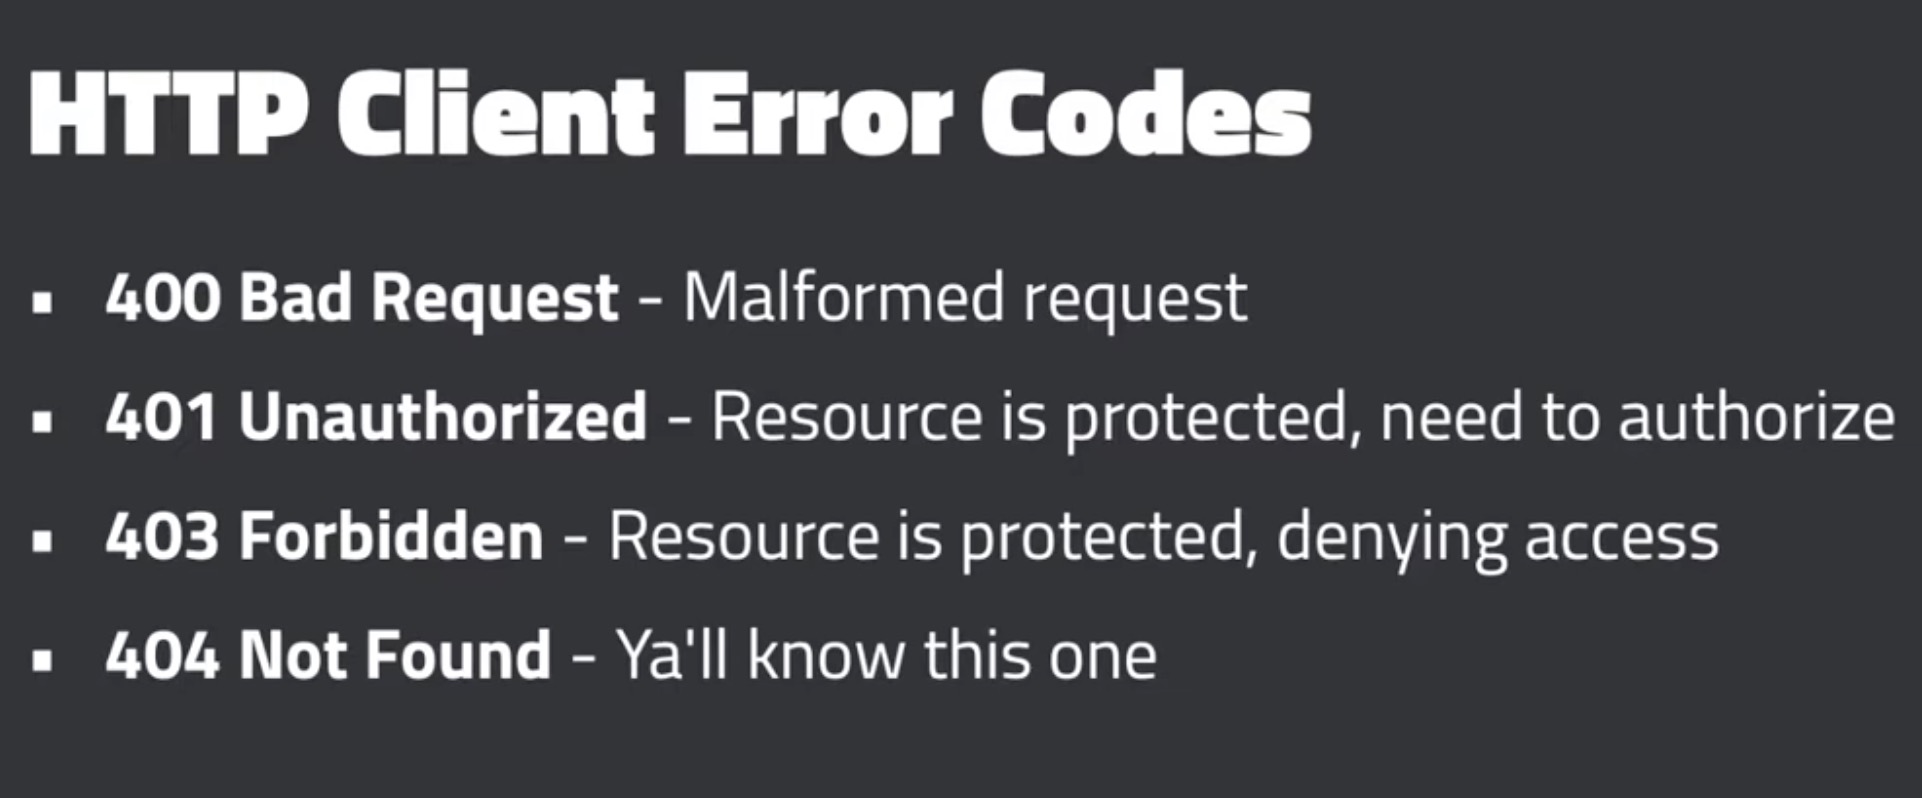 HTTP Client Error Codes
▪ 400 Bad Request - Malformed request
▪ 401 Unauthorized - Resource is protected, need to authorize
▪ 403 Forbidden - Resource is protected, denying access
▪ 404 Not Found - Ya'll know this one